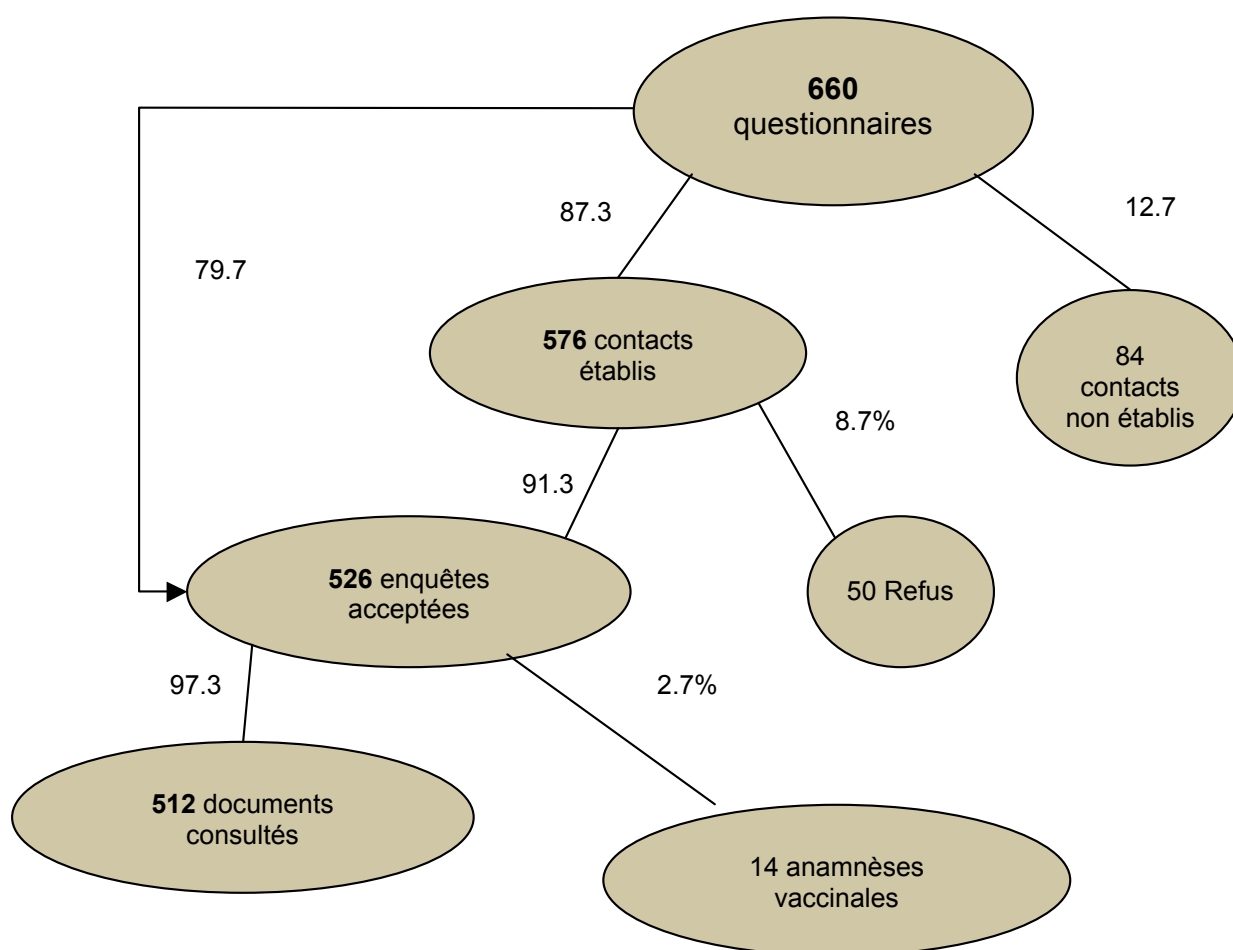 660
questionnaires
87.3
12.7
79.7
576 contacts
établis
84
contacts
non établis
8.7%
91.3
526 enquêtes
acceptées
50 Refus
97.3
2.7%
512 documents
consultés
14 anamnèses
vaccinales